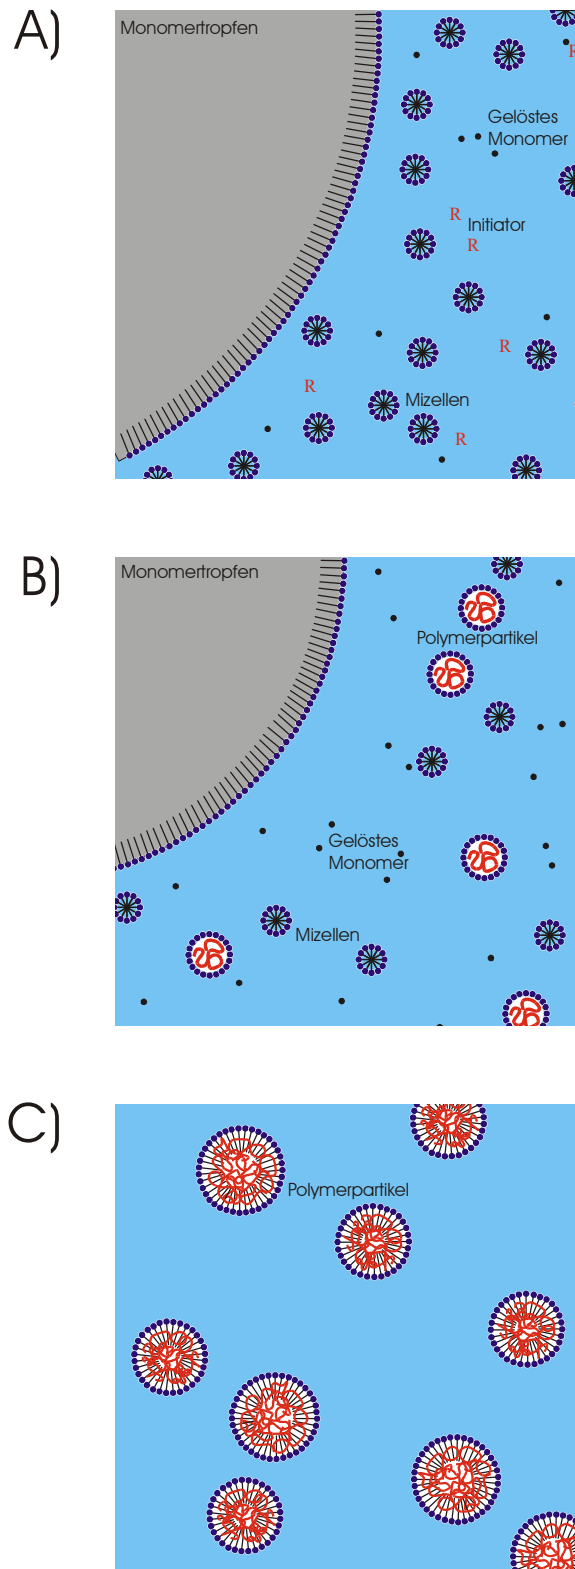 A)
Monomertropfen
R
Gelöstes
Monomer
R
Initiator
R
R
R
Mizellen
R
B)
Monomertropfen
Polymerpartikel
Gelöstes
Monomer
Mizellen
C)
Polymerpartikel